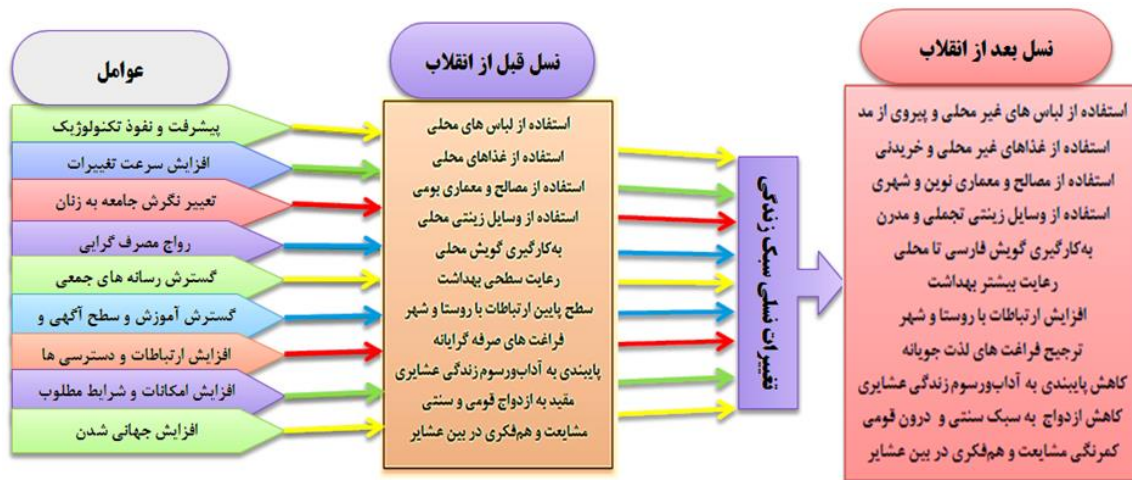 عوامل
پیشرفت و نفوذ تکنولوژیک
افزایش سرعت تغییرات
تغییر نگرش جامعه به زنان
رواج مصرف گرایی
گسترش رسانه های جمعی
گسترش آموزش و سطح آگهی و
افزایش ارتباطات و دسترسی ها
افزایش امکانات و شرایط مطلوب
افزایش جهانی شدن
نسل قبل از انقلاب
استفاده از لباس های محلی
استفاده از غذاهای محلی
استفاده از مصالح و معماری بومی
استفاده از وسایل زینتی محلی
به‌کارگیری گویش محلی
رعایت سطحی بهداشت
سطح پایین ارتباطات با روستا و شهر
فراغت های صرفه گرایانه
پایبندی به آداب‌ورسوم زندگی عشایری
مقید به ازدواج قومی و سنتی
مشایعت و هم‌فکری در بین عشایر
تغییرات نسلی سبک زندگی
نسل بعد از انقلاب
استفاده از لباس های غیر محلی و پیروی از مد
استفاده از غذاهای غیر محلی و خریدنی
استفاده از مصالح و معماری نوین و شهری
استفاده از وسایل زینتی تجملی و مدرن
به‌کارگیری گویش فارسی تا محلی
رعایت بیشتر بهداشت
افزایش ارتباطات با روستا و شهر
ترجیح فراغت های لذت جویانه
کاهش پایبندی به آداب‌ورسوم زندگی عشایری
کاهش ازدواج به سبک سنتی و درون قومی
کمرنگی مشایعت و هم‌فکری در بین عشایر